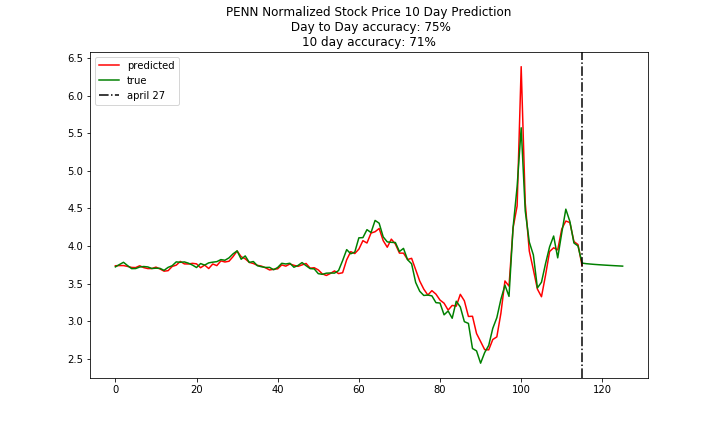 PENN Normalized Stock Price 10 Day Prediction
Day to Day accuracy: 75%
10 day accuracy: 71%
predicted
true
april 27
6.5
6.0
5.5
5.0
4.5
4.0
3.5
3.0
2.5
0 20 40 60 80 100 120